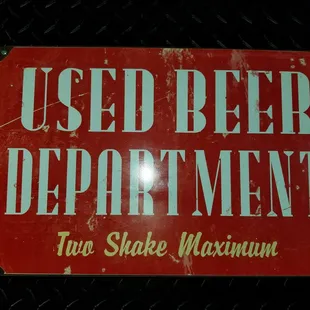 USED BEER
DEPARTMENT
Two Shake Maximum